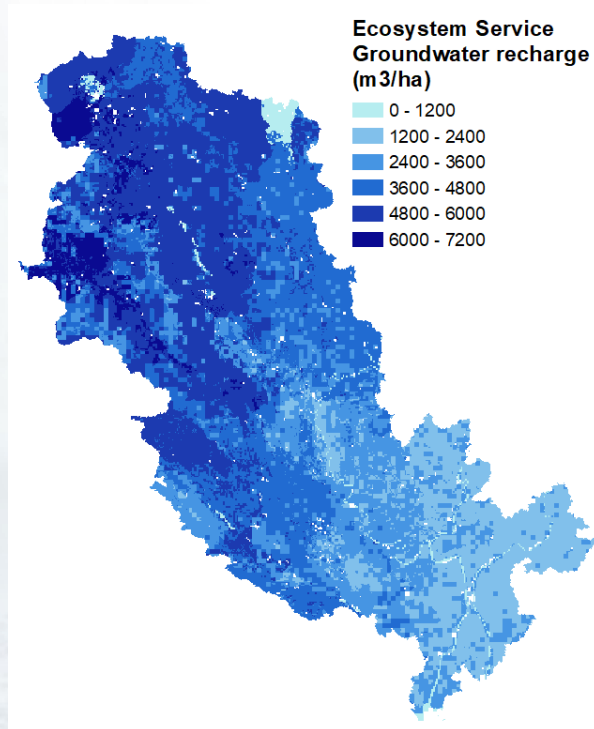 Ecosystem Service
Groundwater recharge
(m3/ha)
0 - 1200
1200 - 2400
2400 - 3600
3600 - 4800
4800 - 6000
6000 - 7200